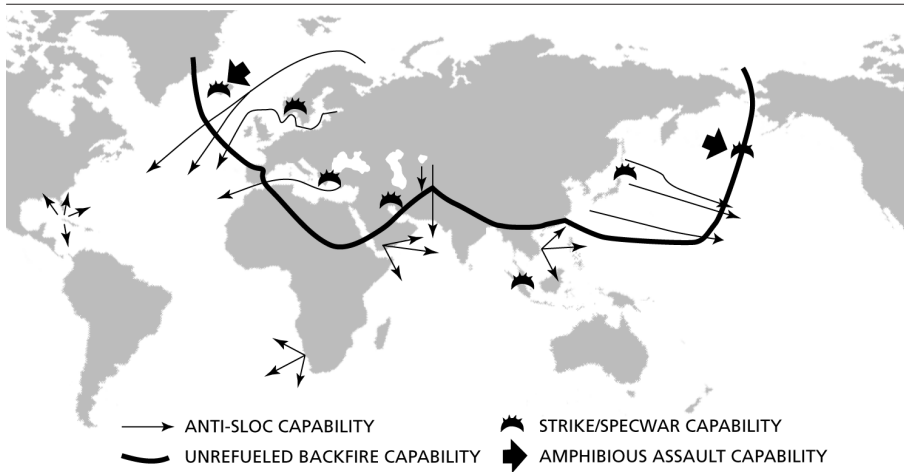 ANTI-SLOC CAPABILITY
STRIKE/SPECWAR CAPABILITY
UNREFUELED BACKFIRE CAPABILITY
AMPHIBIOUS ASSAULT CAPABILITY